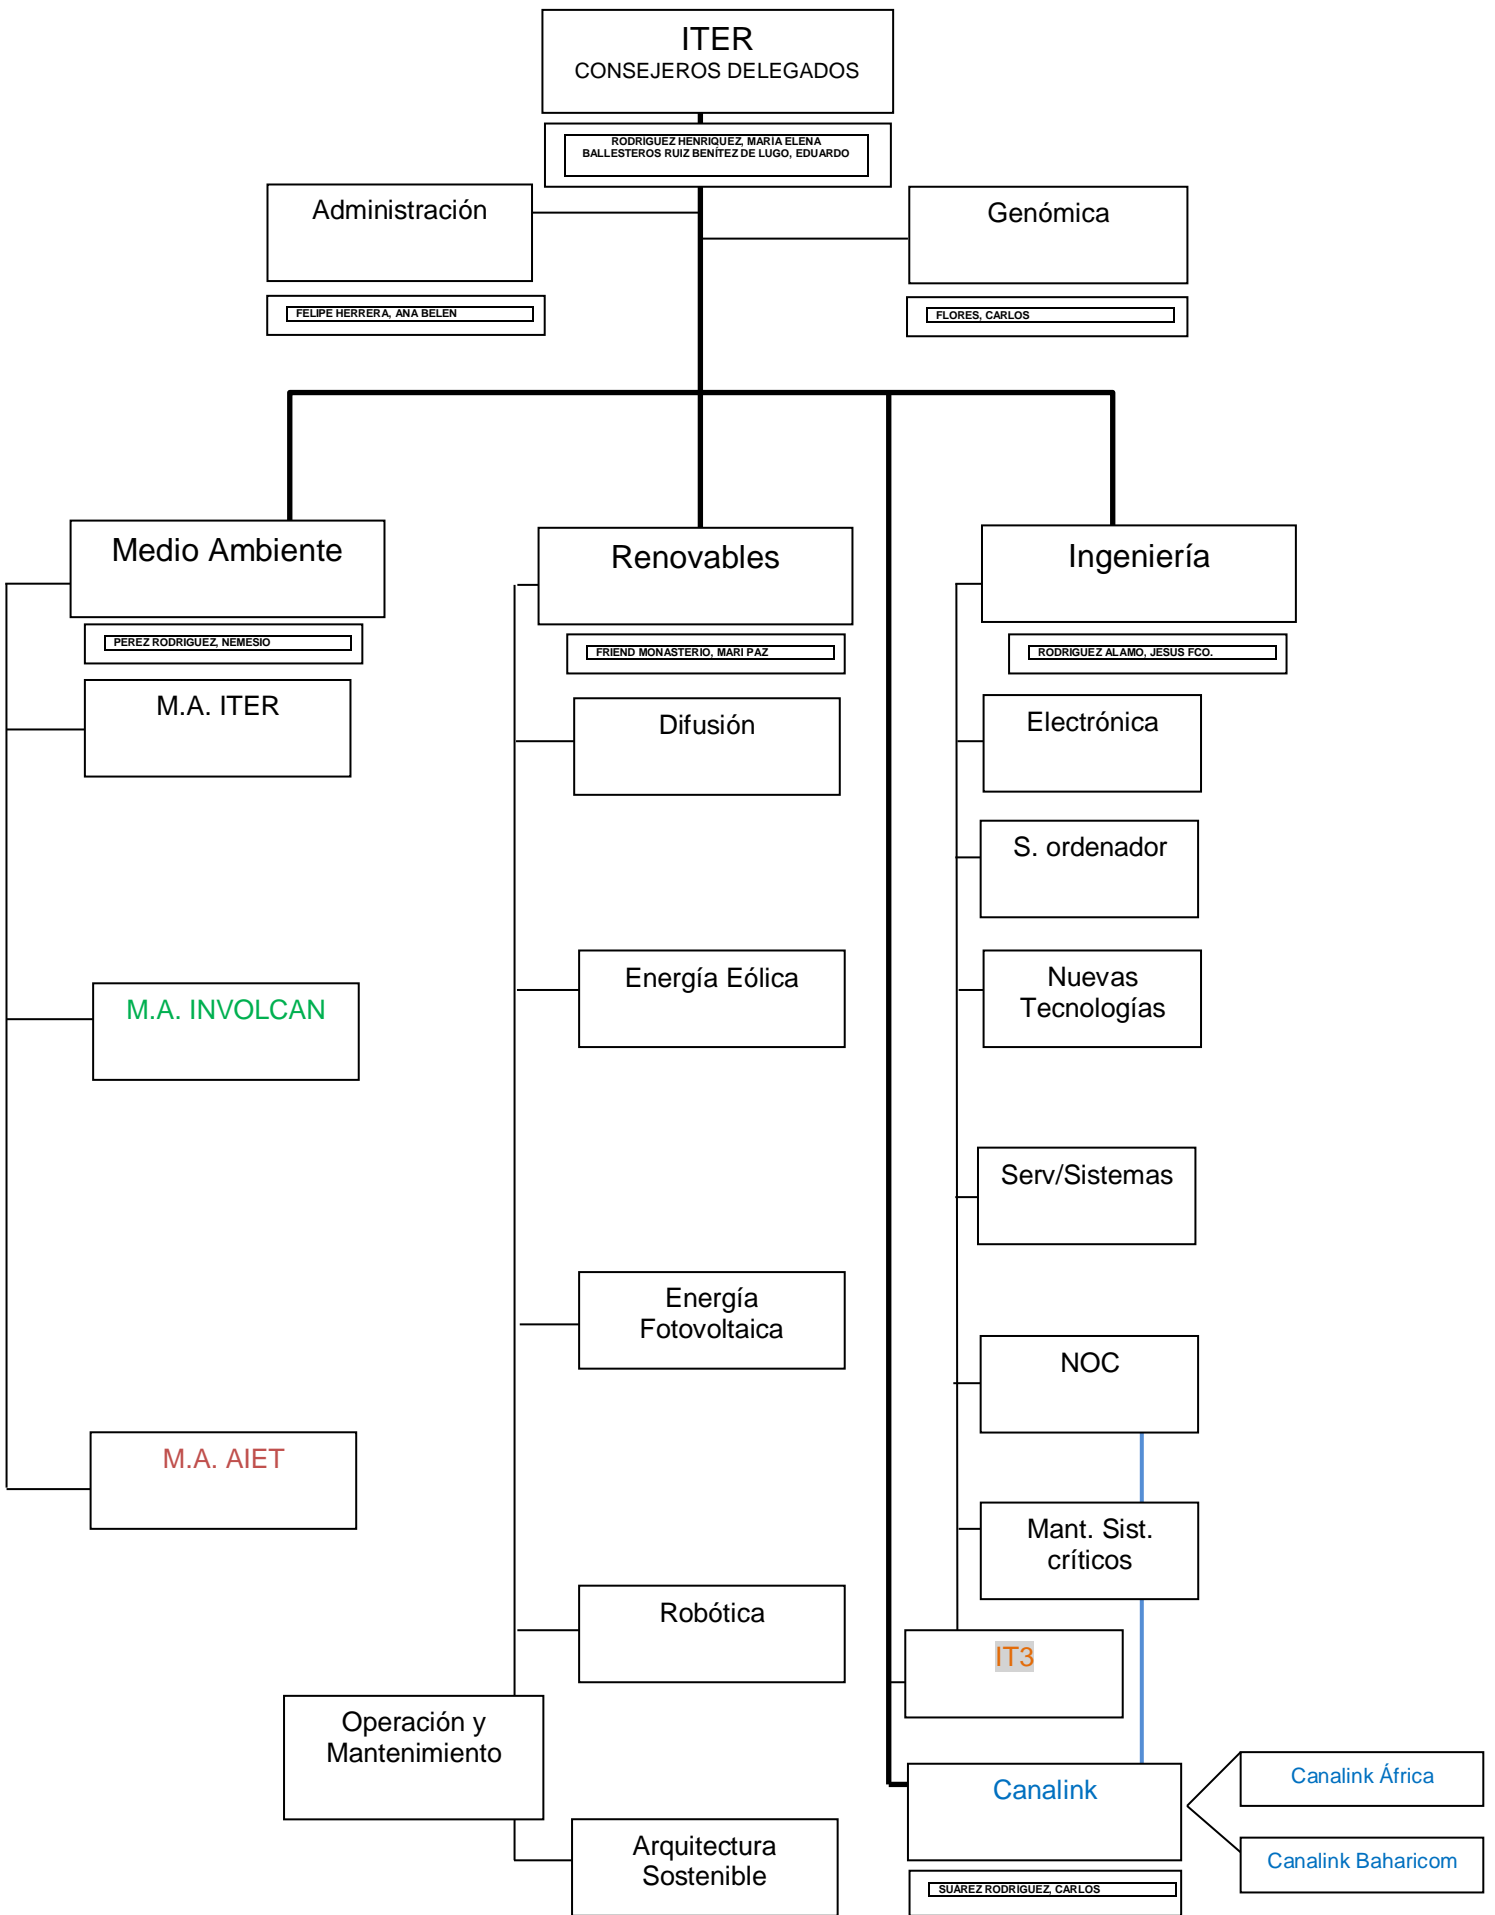 ITER
CONSEJEROS DELEGADOS
RODRIGUEZ HENRIQUEZ, MARIA ELENA
BALLESTEROS RUIZ BENÍTEZ DE LUGO, EDUARDO
Administración
Genómica
FELIPE HERRERA, ANA BELEN
FLORES, CARLOS
Medio Ambiente
Renovables
Ingeniería
PEREZ RODRIGUEZ, NEMESIO
FRIEND MONASTERIO, MARI PAZ
RODRIGUEZ ALAMO, JESUS FCO.
M.A. ITER
Difusión
Electrónica
S. ordenador
M.A. INVOLCAN
Energía Eólica
Nuevas
Tecnologías
Serv/Sistemas
Energía
Fotovoltaica
NOC
M.A. AIET
Mant. Sist.
críticos
Robótica
IT3
Operación y
Mantenimiento
Canalink
Canalink África
Arquitectura
Sostenible
Canalink Baharicom
SUÁREZ RODRIGUEZ, CARLOS